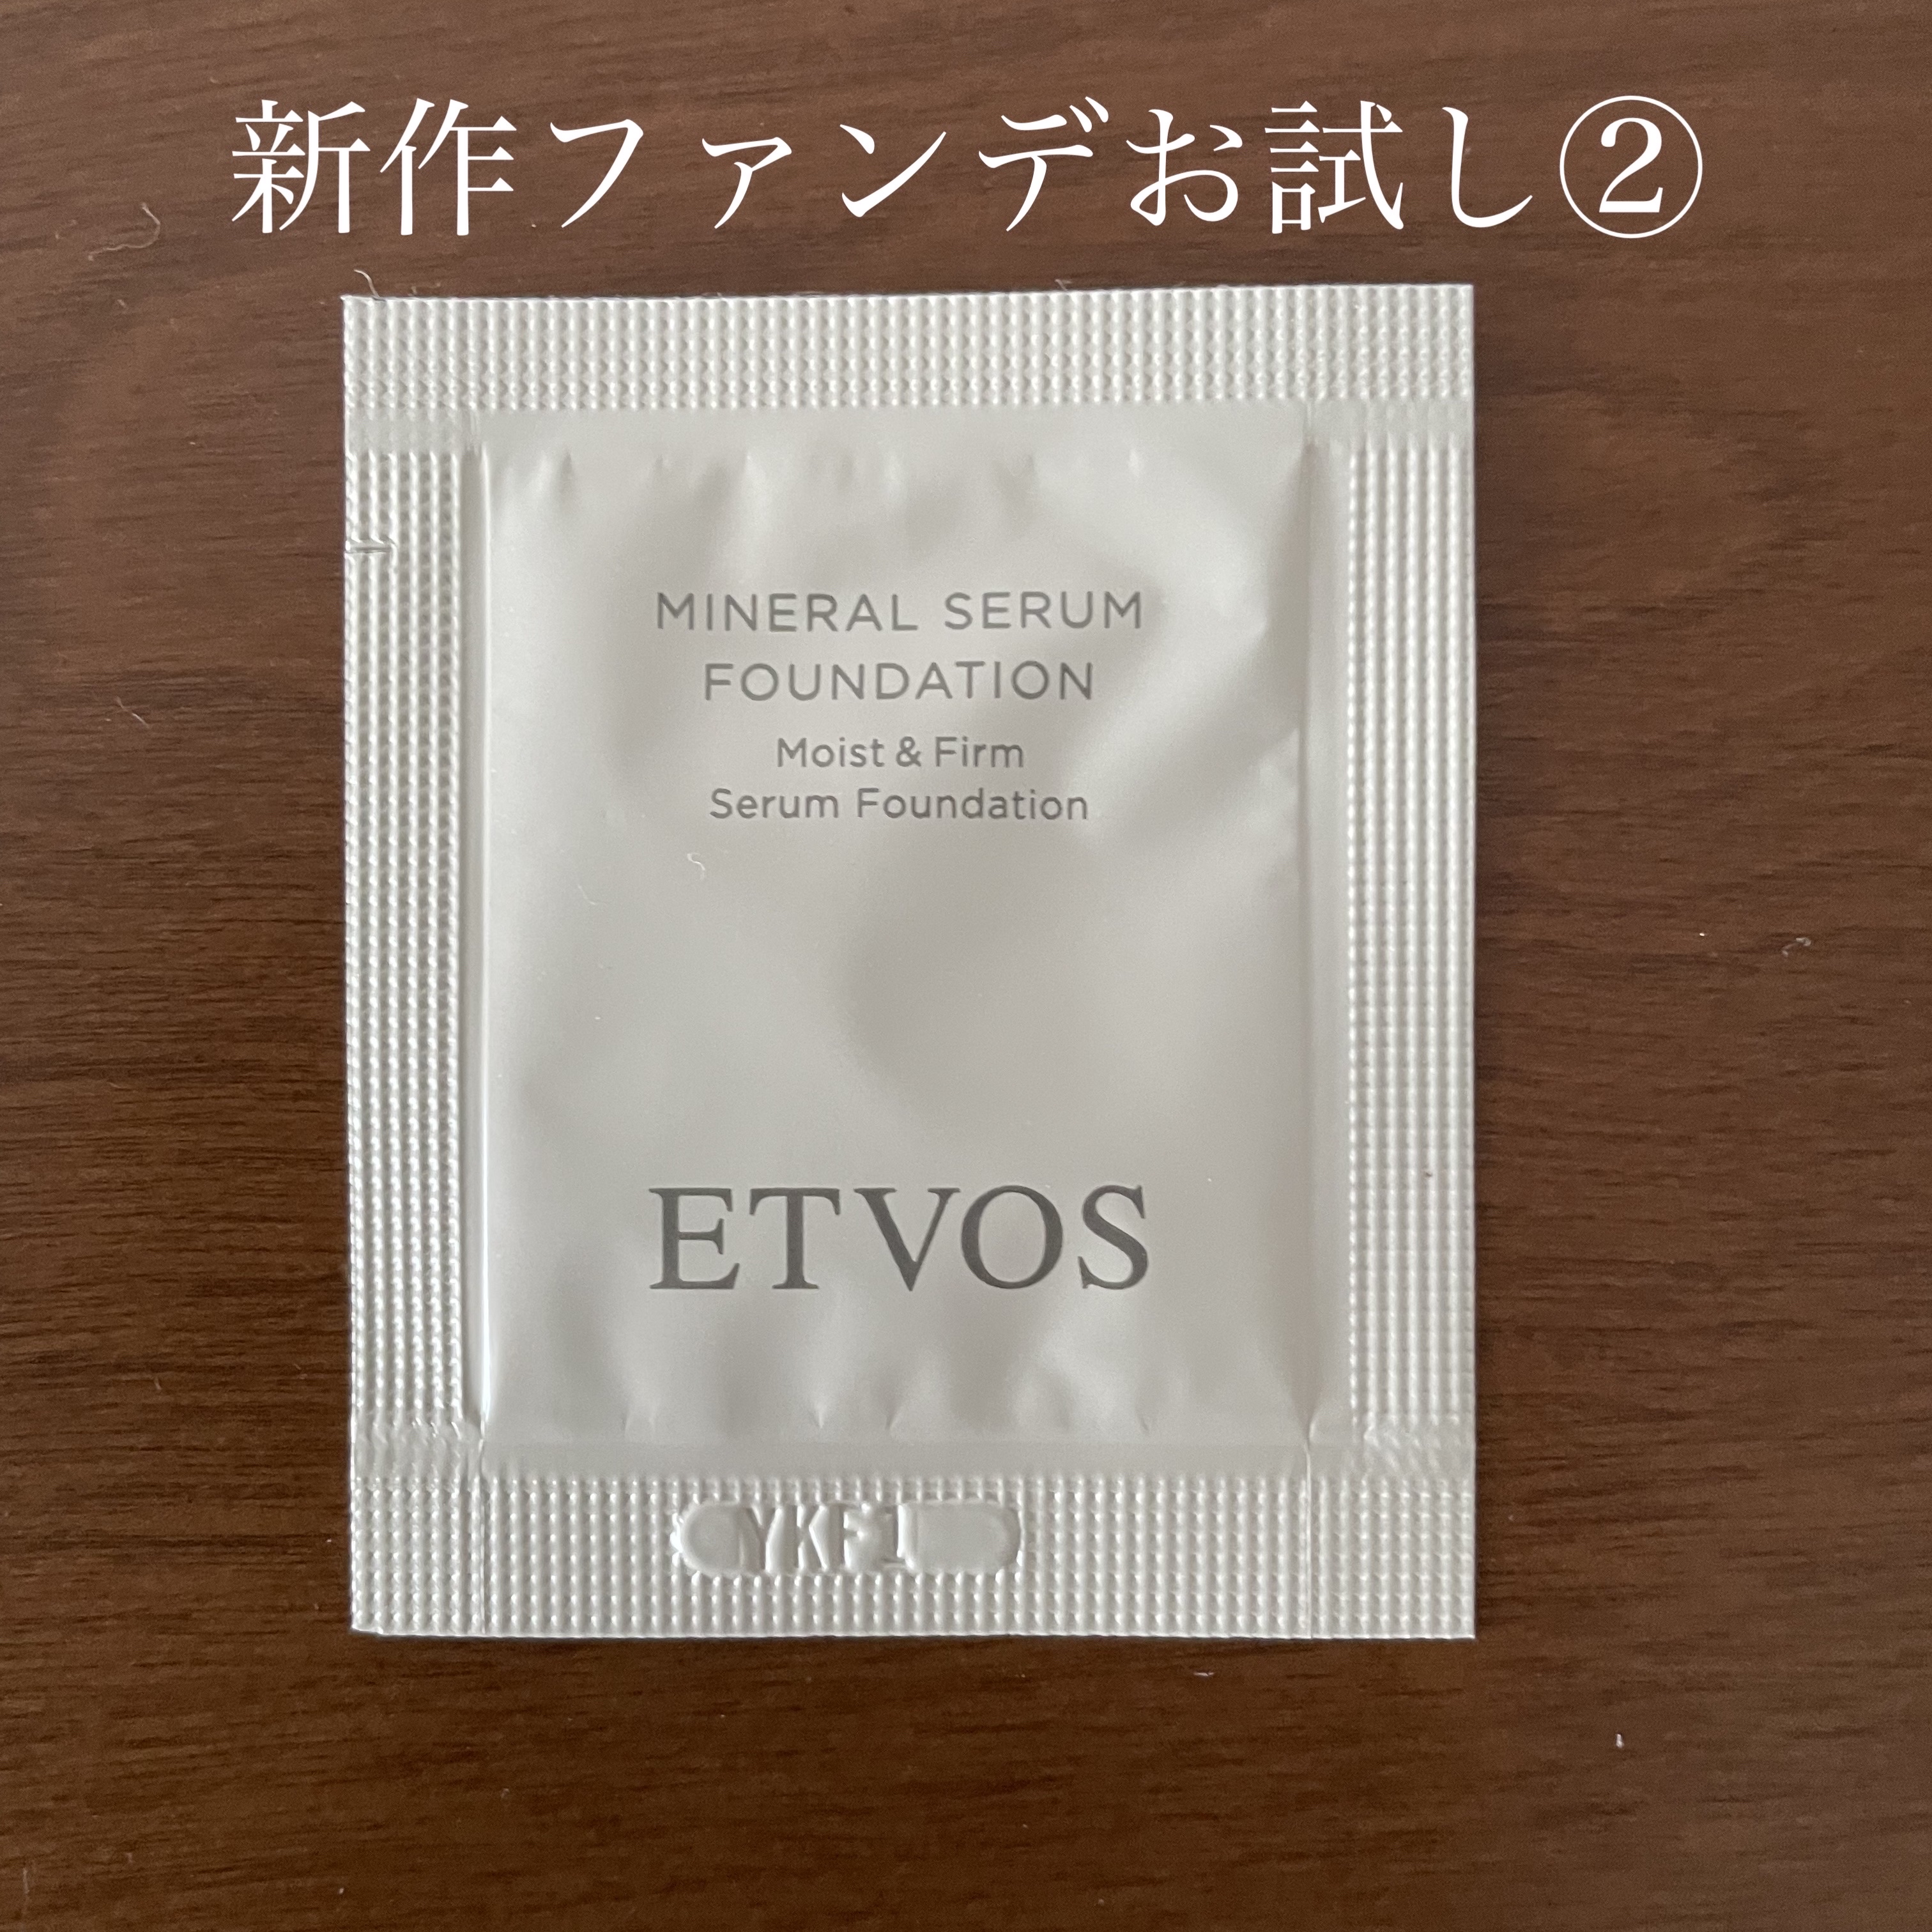 新作ファンデお試し②
MINERAL SERUM
FOUNDATION
Moist & Firm
Serum Foundation
ETVOS
YKF1